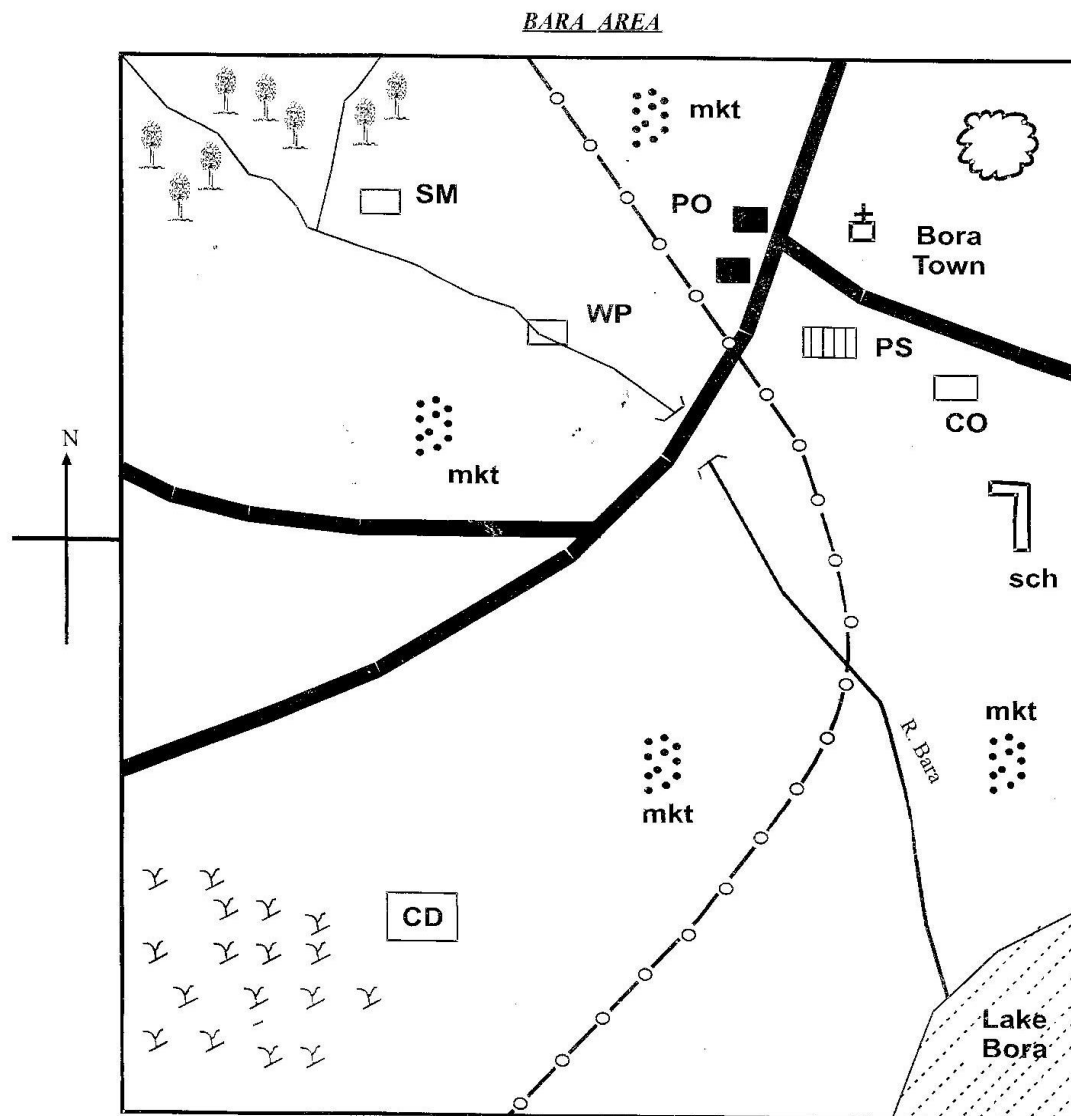 BARA AREA
mkt
SM
PO
Bora
Town
WP
PS
CO
mkt
N
sch
mkt
R. Bara
mkt
CD
Lake
Bora